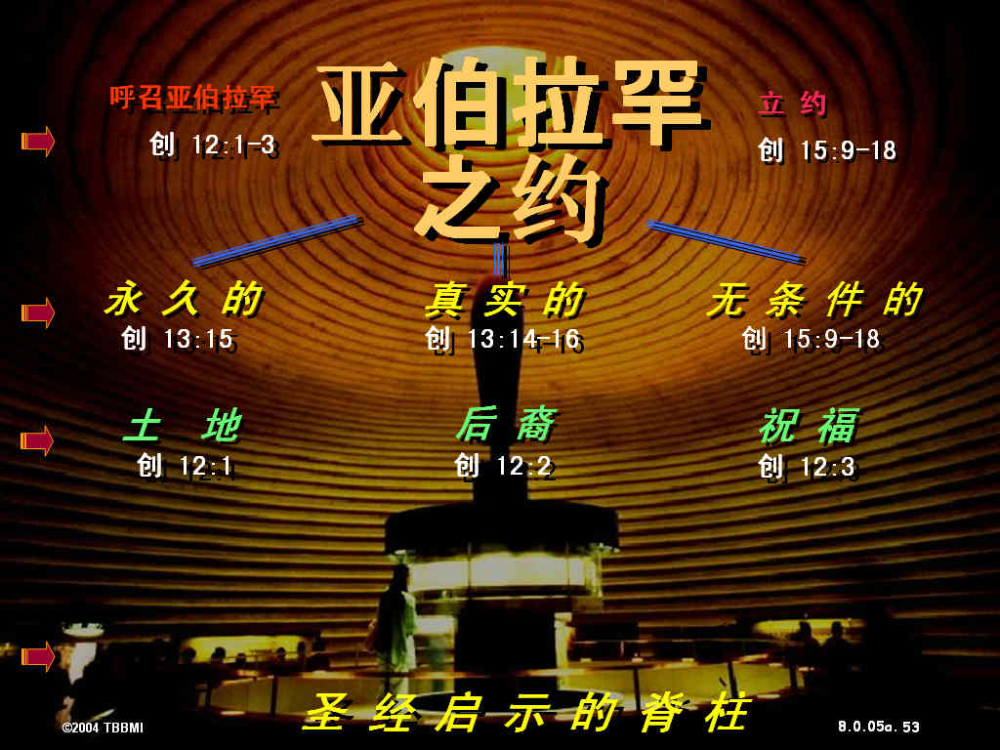 亚伯拉罕
之约
呼召亚伯拉罕
创 12:1-3
立 约
创 15:9-18
永 久 的
创 13:15
真 实 的
创 13:14-16
无 条 件 的
创 15:9-18
土 地
创 12:1
后 裔
创 12:2
祝 福
创 12:3
圣 经 启 示 的 脊 柱
©2004 TBBMI
8.0.05a. 53